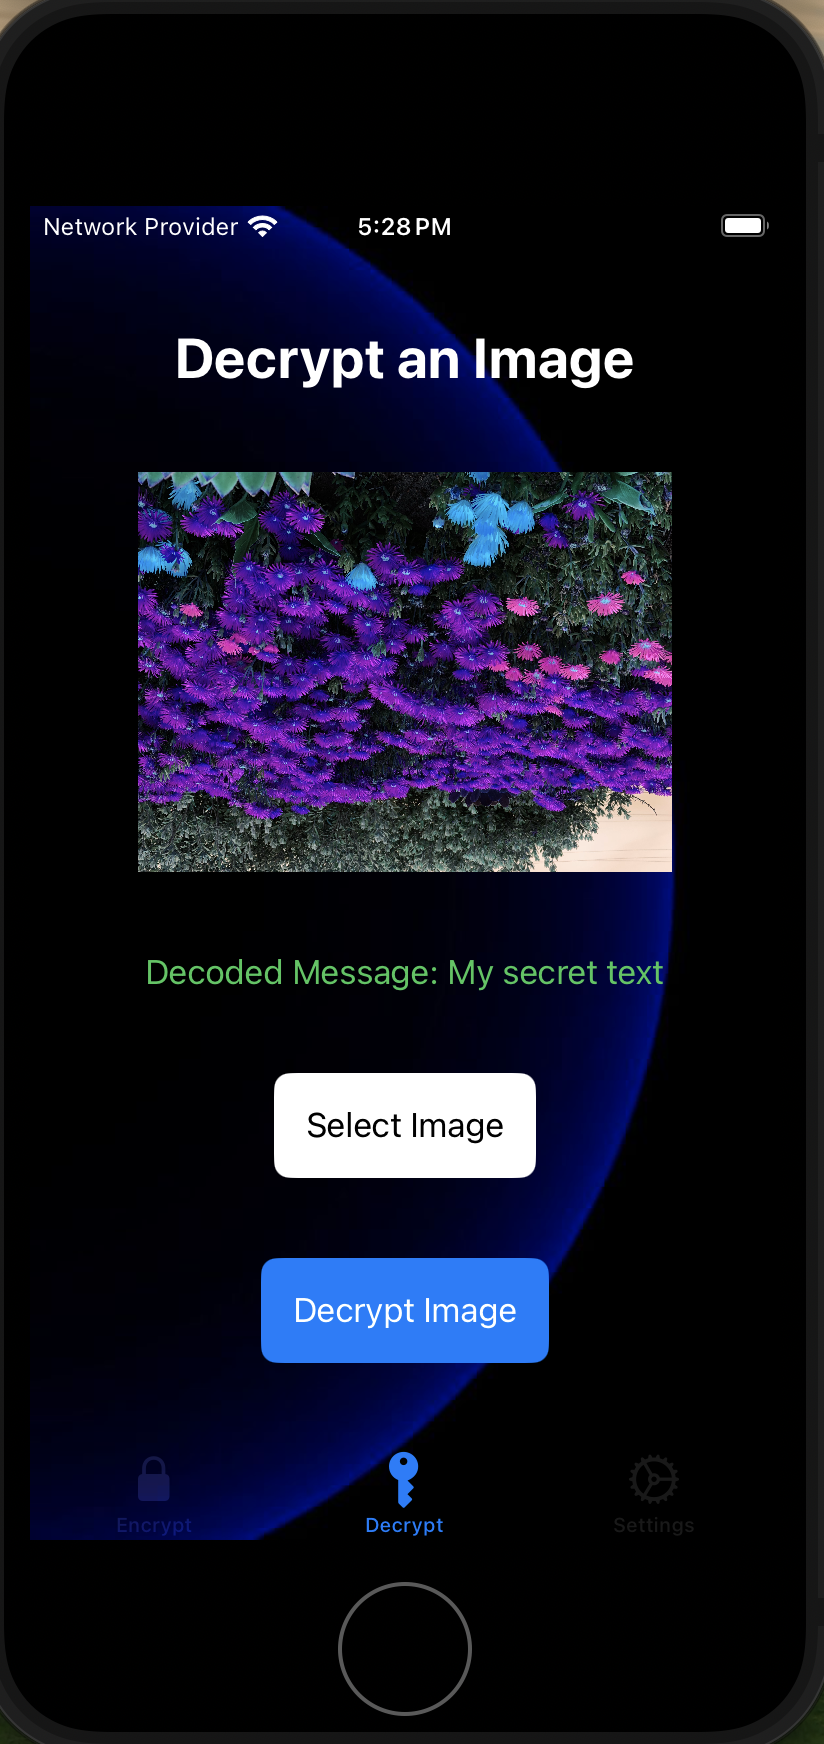 Network Provider 5:28 PM
Decrypt an Image
Decoded Message: My secret text
Select Image
Decrypt Image
Encrypt Decrypt Settings